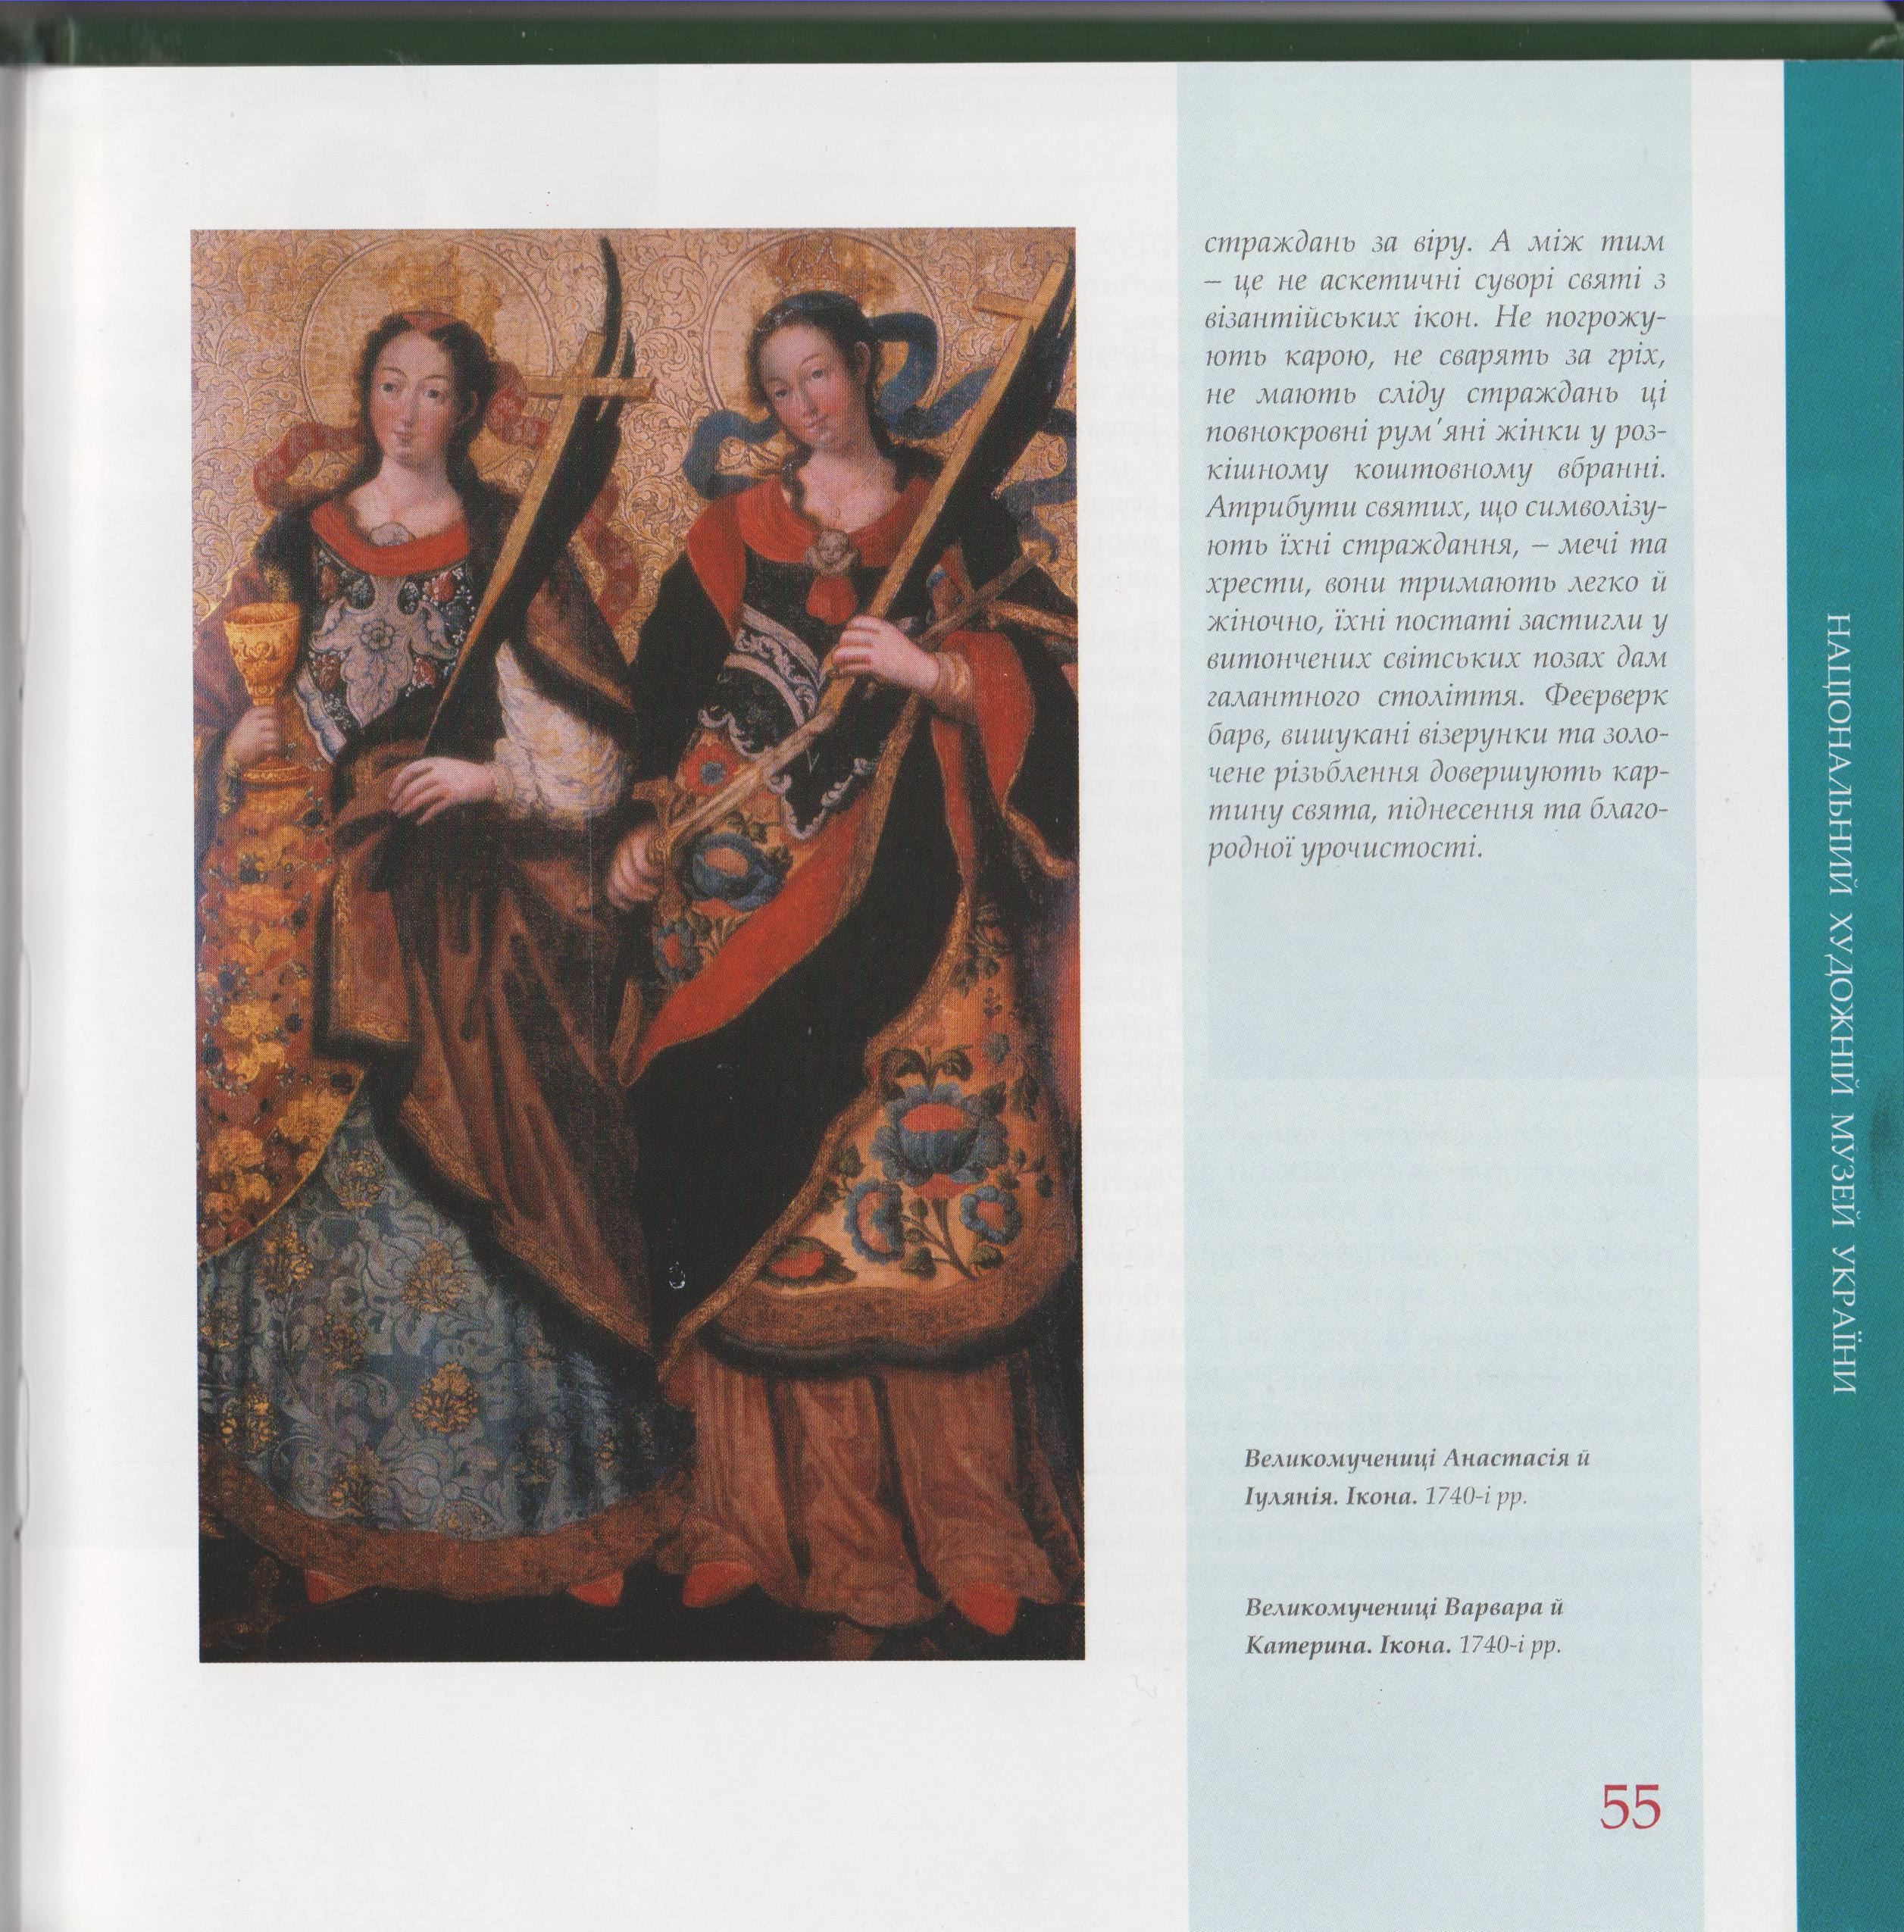 страждань за віру. А між тим
– це не аскетичні суворі святі з
візантійських ікон. Не погрожу-
ють карою, не сварять за гріх,
не мають сліду страждань ці
повнокровні рум'яні жінки у роз-
кішному коштовному вбранні.
Атрибути святих, що символізу-
ють їхні страждання, – мечі та
хрести, вони тримають легко й
жіночно, їхні постаті застигли у
витончених світських позах дам
галантного століття. Феєрверк
барв, вишукані візерунки та золо-
чене різьблення довершують кар-
тину свята, піднесення та благо-
родної урочистості.
Великомучениці Анастасія й
Іулянія. Ікона. 1740-і рр.
Великомучениці Варвара й
Катерина. Ікона. 1740-і рр.
55
НАЦІОНАЛЬНИЙ ХУДОЖНІЙ МУЗЕЙ УКРАЇНИ